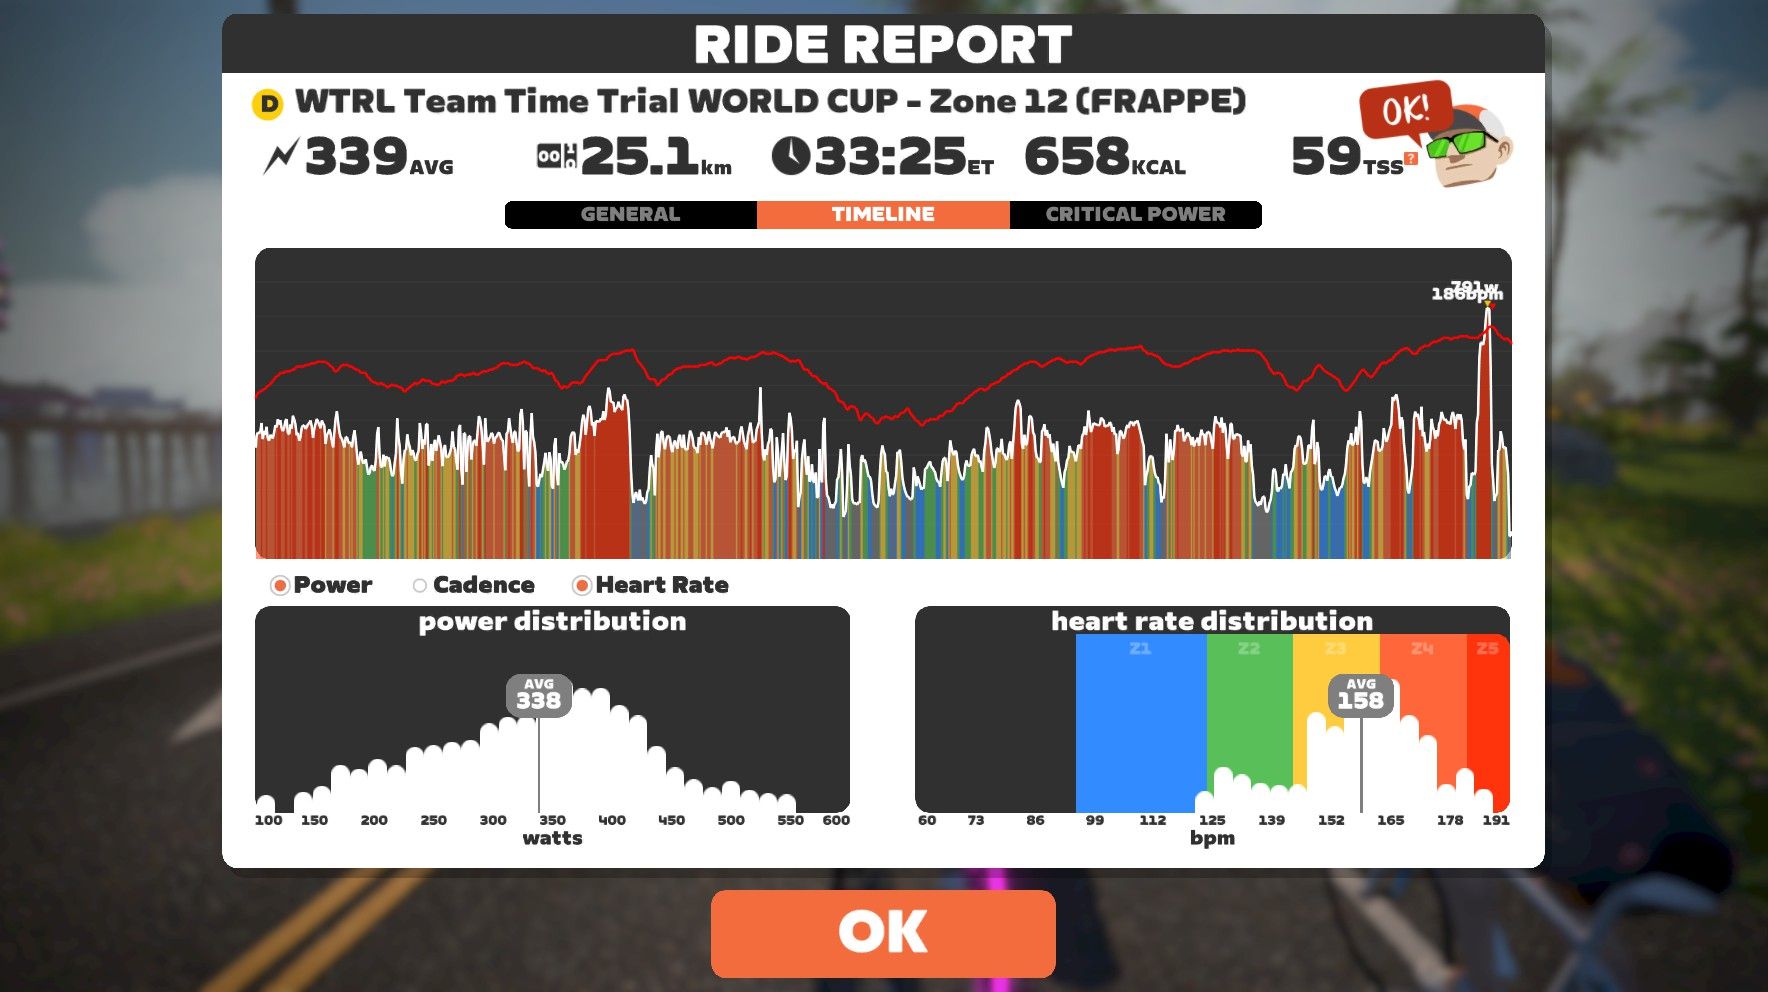 RIDE REPORT
D WTRL Team Time Trial WORLD CUP - Zone 12 (FRAPPE)
OK!
339AVG 25.1km 33:25ET 658KCAL 59TSS?
GENERAL TIMELINE CRITICAL POWER
791w
186bpm
Power Cadence Heart Rate
power distribution
AVG
338
100 150 200 250 300 350 400 450 500 550 600
watts
heart rate distribution
Z1 Z2 Z3 Z4 Z5
AVG
158
60 73 86 99 112 125 139 152 165 178 191
bpm
OK